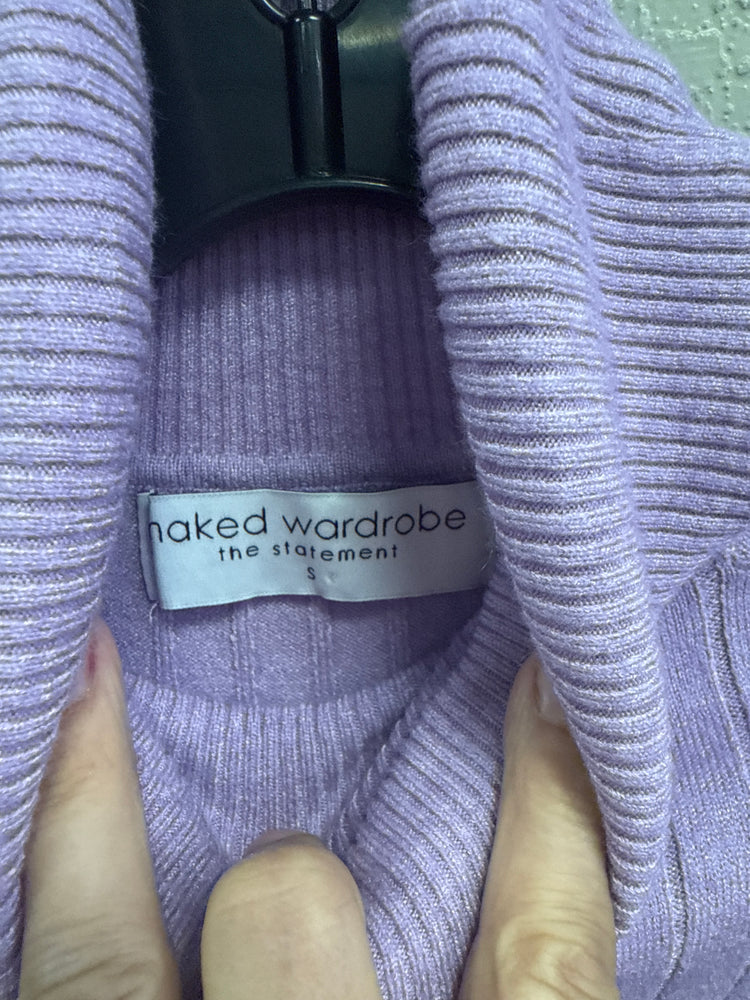 naked wardrobe
the statement
S